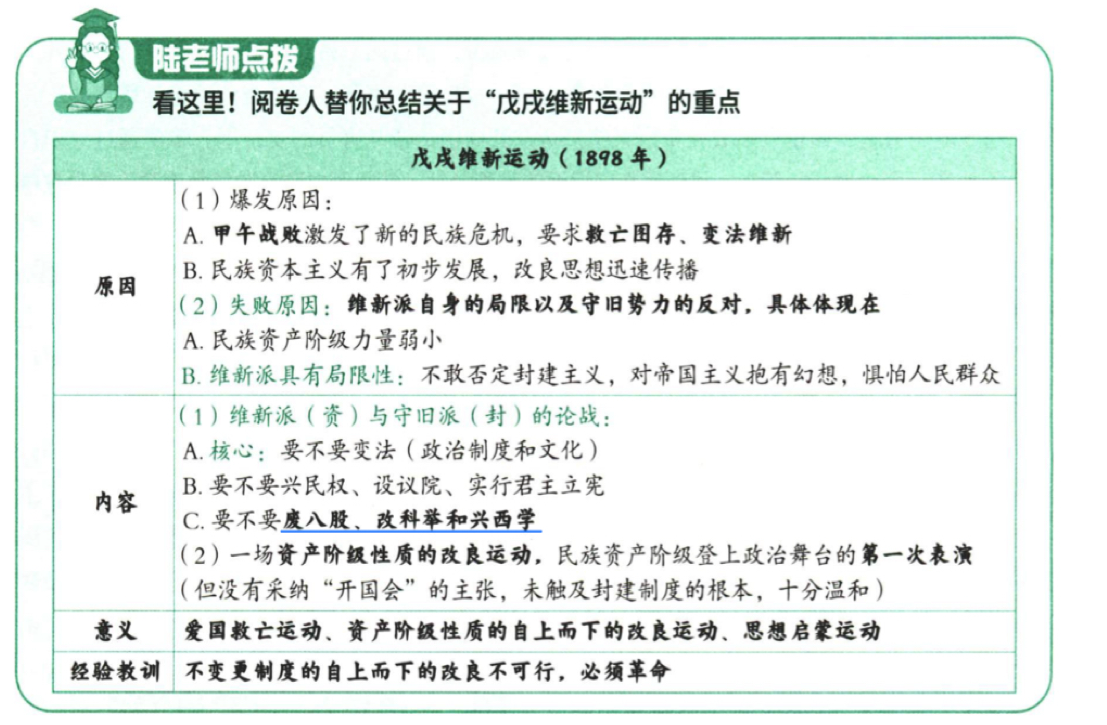 陆老师点拨
看这里！阅卷人替你总结关于“戊戌维新运动”的重点
戊戌维新运动（1898 年）
原因
（1）爆发原因：
A. 甲午战败激发了新的民族危机，要求救亡图存、变法维新
B. 民族资本主义有了初步发展，改良思想迅速传播
（2）失败原因：维新派自身的局限以及守旧势力的反对，具体体现在
A. 民族资产阶级力量弱小
B. 维新派具有局限性：不敢否定封建主义，对帝国主义抱有幻想，惧怕人民群众
内容
（1）维新派（资）与守旧派（封）的论战：
A. 核心：要不要变法（政治制度和文化）
B. 要不要兴民权、设议院、实行君主立宪
C. 要不要废八股、改科举和兴西学
（2）一场资产阶级性质的改良运动，民族资产阶级登上政治舞台的第一次表演
（但没有采纳“开国会”的主张，未触及封建制度的根本，十分温和）
意义
爱国救亡运动、资产阶级性质的自上而下的改良运动、思想启蒙运动
经验教训
不变更制度的自上而下的改良不可行，必须革命